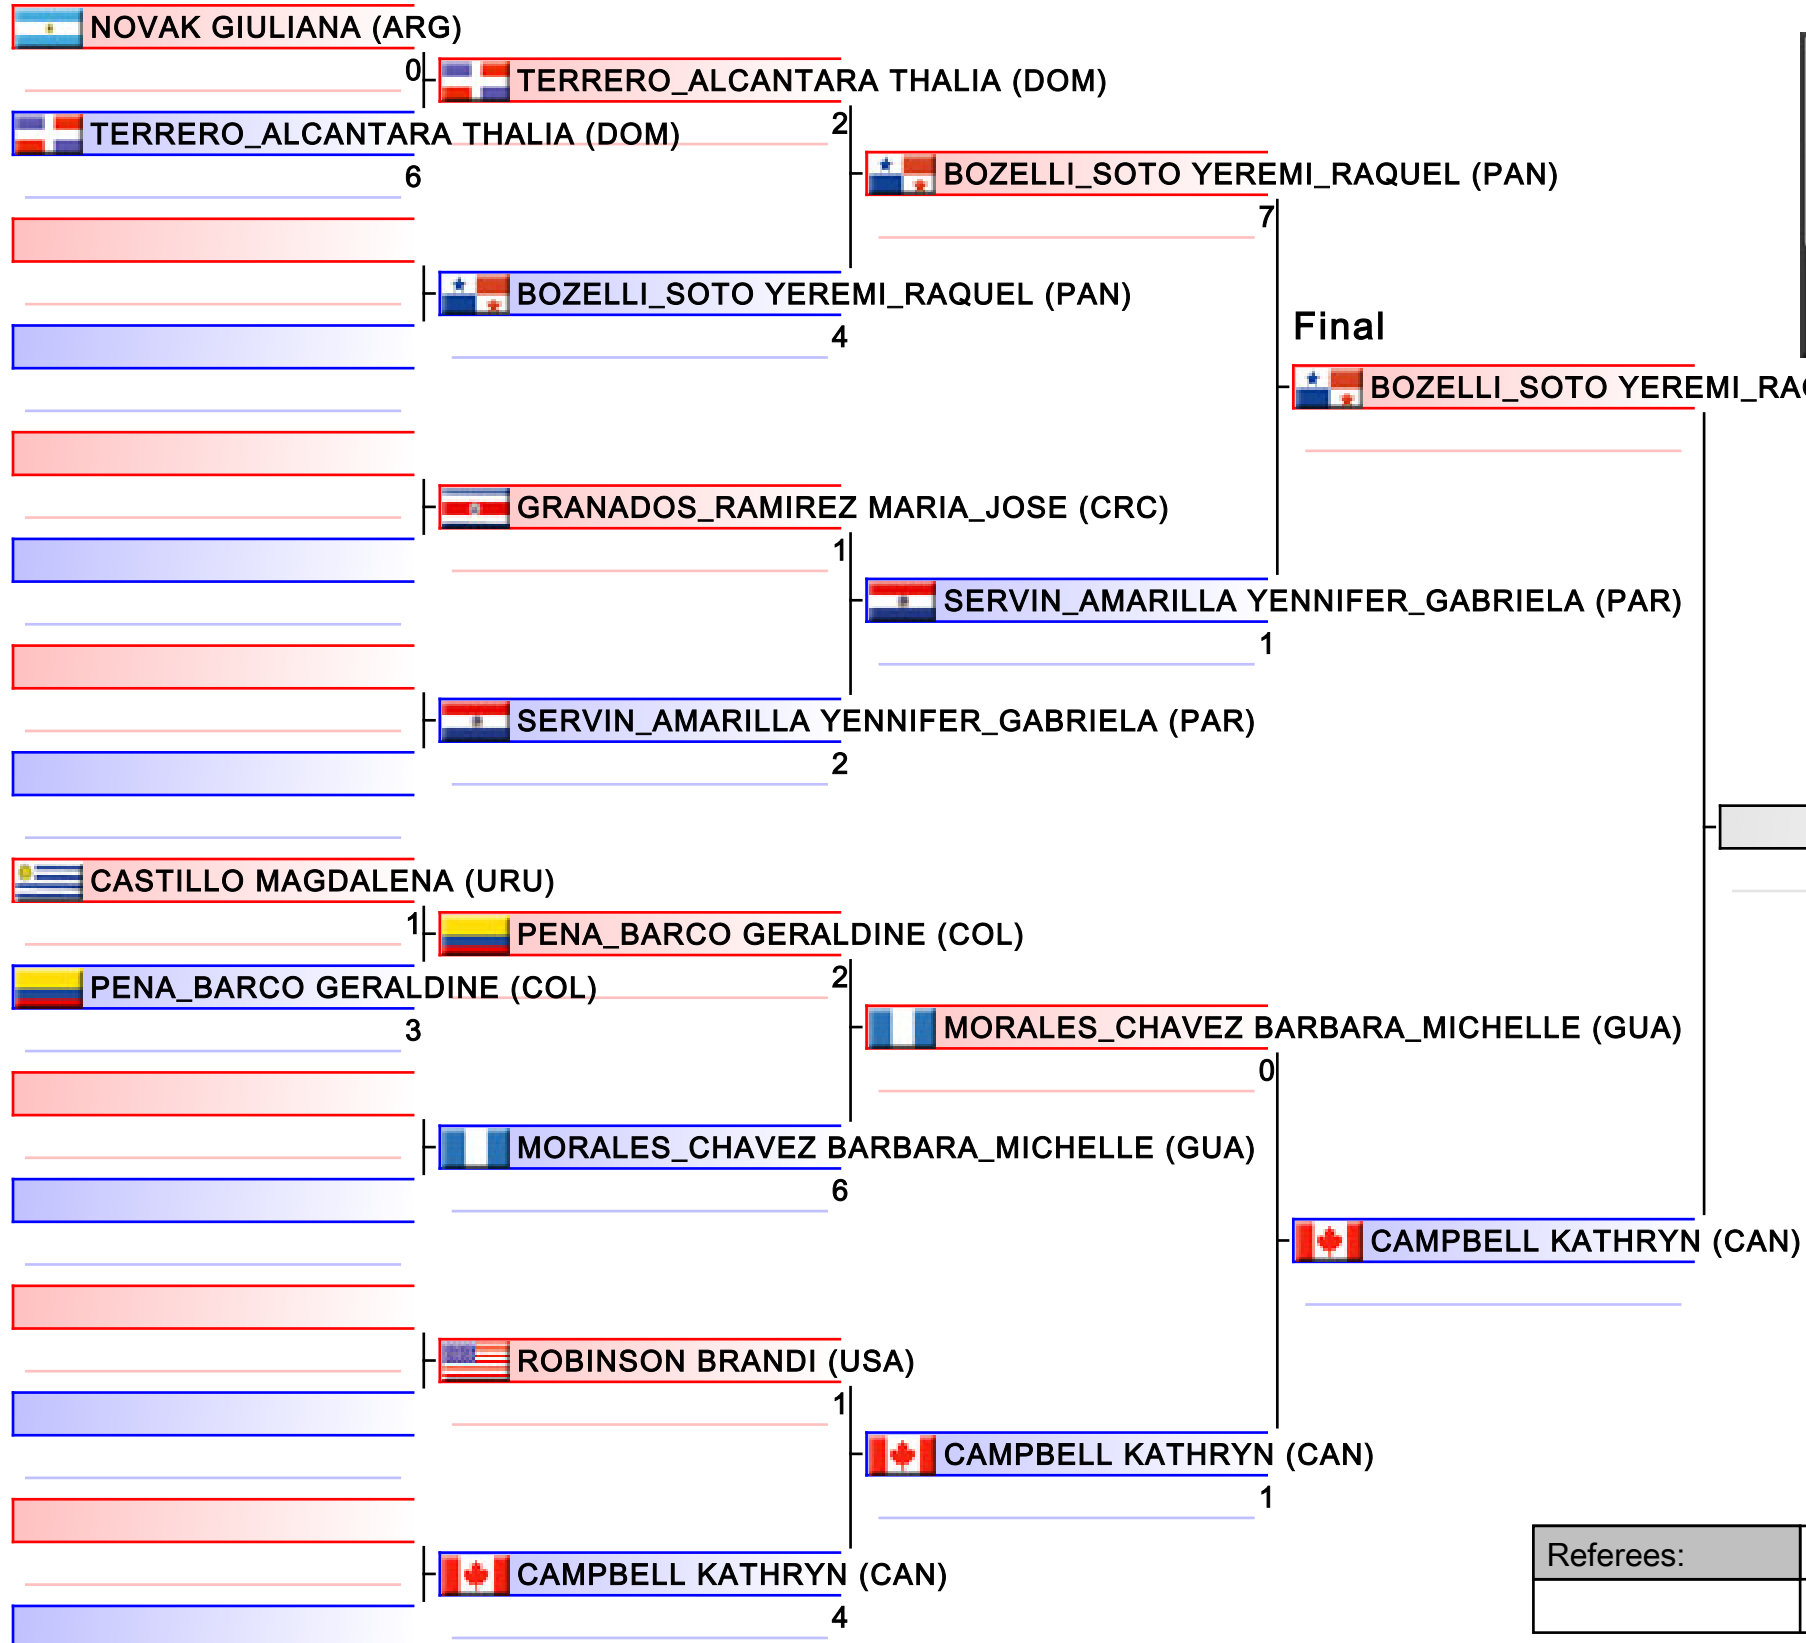 NOVAK GIULIANA (ARG)
0
TERRERO_ALCANTARA THALIA (DOM)
TERRERO_ALCANTARA THALIA (DOM)
2
6
BOZELLI_SOTO YEREMI_RAQUEL (PAN)
7
BOZELLI_SOTO YEREMI_RAQUEL (PAN)
4
Final
BOZELLI_SOTO YEREMI_RA
GRANADOS_RAMIREZ MARIA_JOSE (CRC)
1
SERVIN_AMARILLA YENNIFER_GABRIELA (PAR)
1
SERVIN_AMARILLA YENNIFER_GABRIELA (PAR)
2
CASTILLO MAGDALENA (URU)
1
PENA_BARCO GERALDINE (COL)
2
PENA_BARCO GERALDINE (COL)
3
MORALES_CHAVEZ BARBARA_MICHELLE (GUA)
0
MORALES_CHAVEZ BARBARA_MICHELLE (GUA)
6
CAMPBELL KATHRYN (CAN)
ROBINSON BRANDI (USA)
1
CAMPBELL KATHRYN (CAN)
1
CAMPBELL KATHRYN (CAN)
4
Referees: